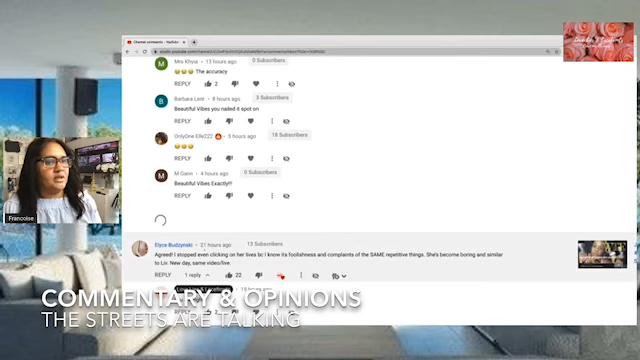 Channel comments - YouTube
Mrs Khysa • 13 hours ago
0 Subscribers
The accuracy
REPLY 2
Barbara Lent • 8 hours ago
3 Subscribers
Beautiful Vibes you nailed it spot on
REPLY
OnlyOne Elle222 • 5 hours ago
18 Subscribers
REPLY
M Gann • 4 hours ago
0 Subscribers
Beautiful Vibes Exactly!!!
REPLY
Francoise
Elyce Budzynski • 21 hours ago
13 Subscribers
Agreed! I stopped even clicking on her lives bc I know its foolishness and complaints of the SAME repetitive things. She's become boring and similar
to Liv. New day, same video/live.
REPLY 1 reply 22
COMMENTARY & OPINIONS
THE STREETS ARE TALKING